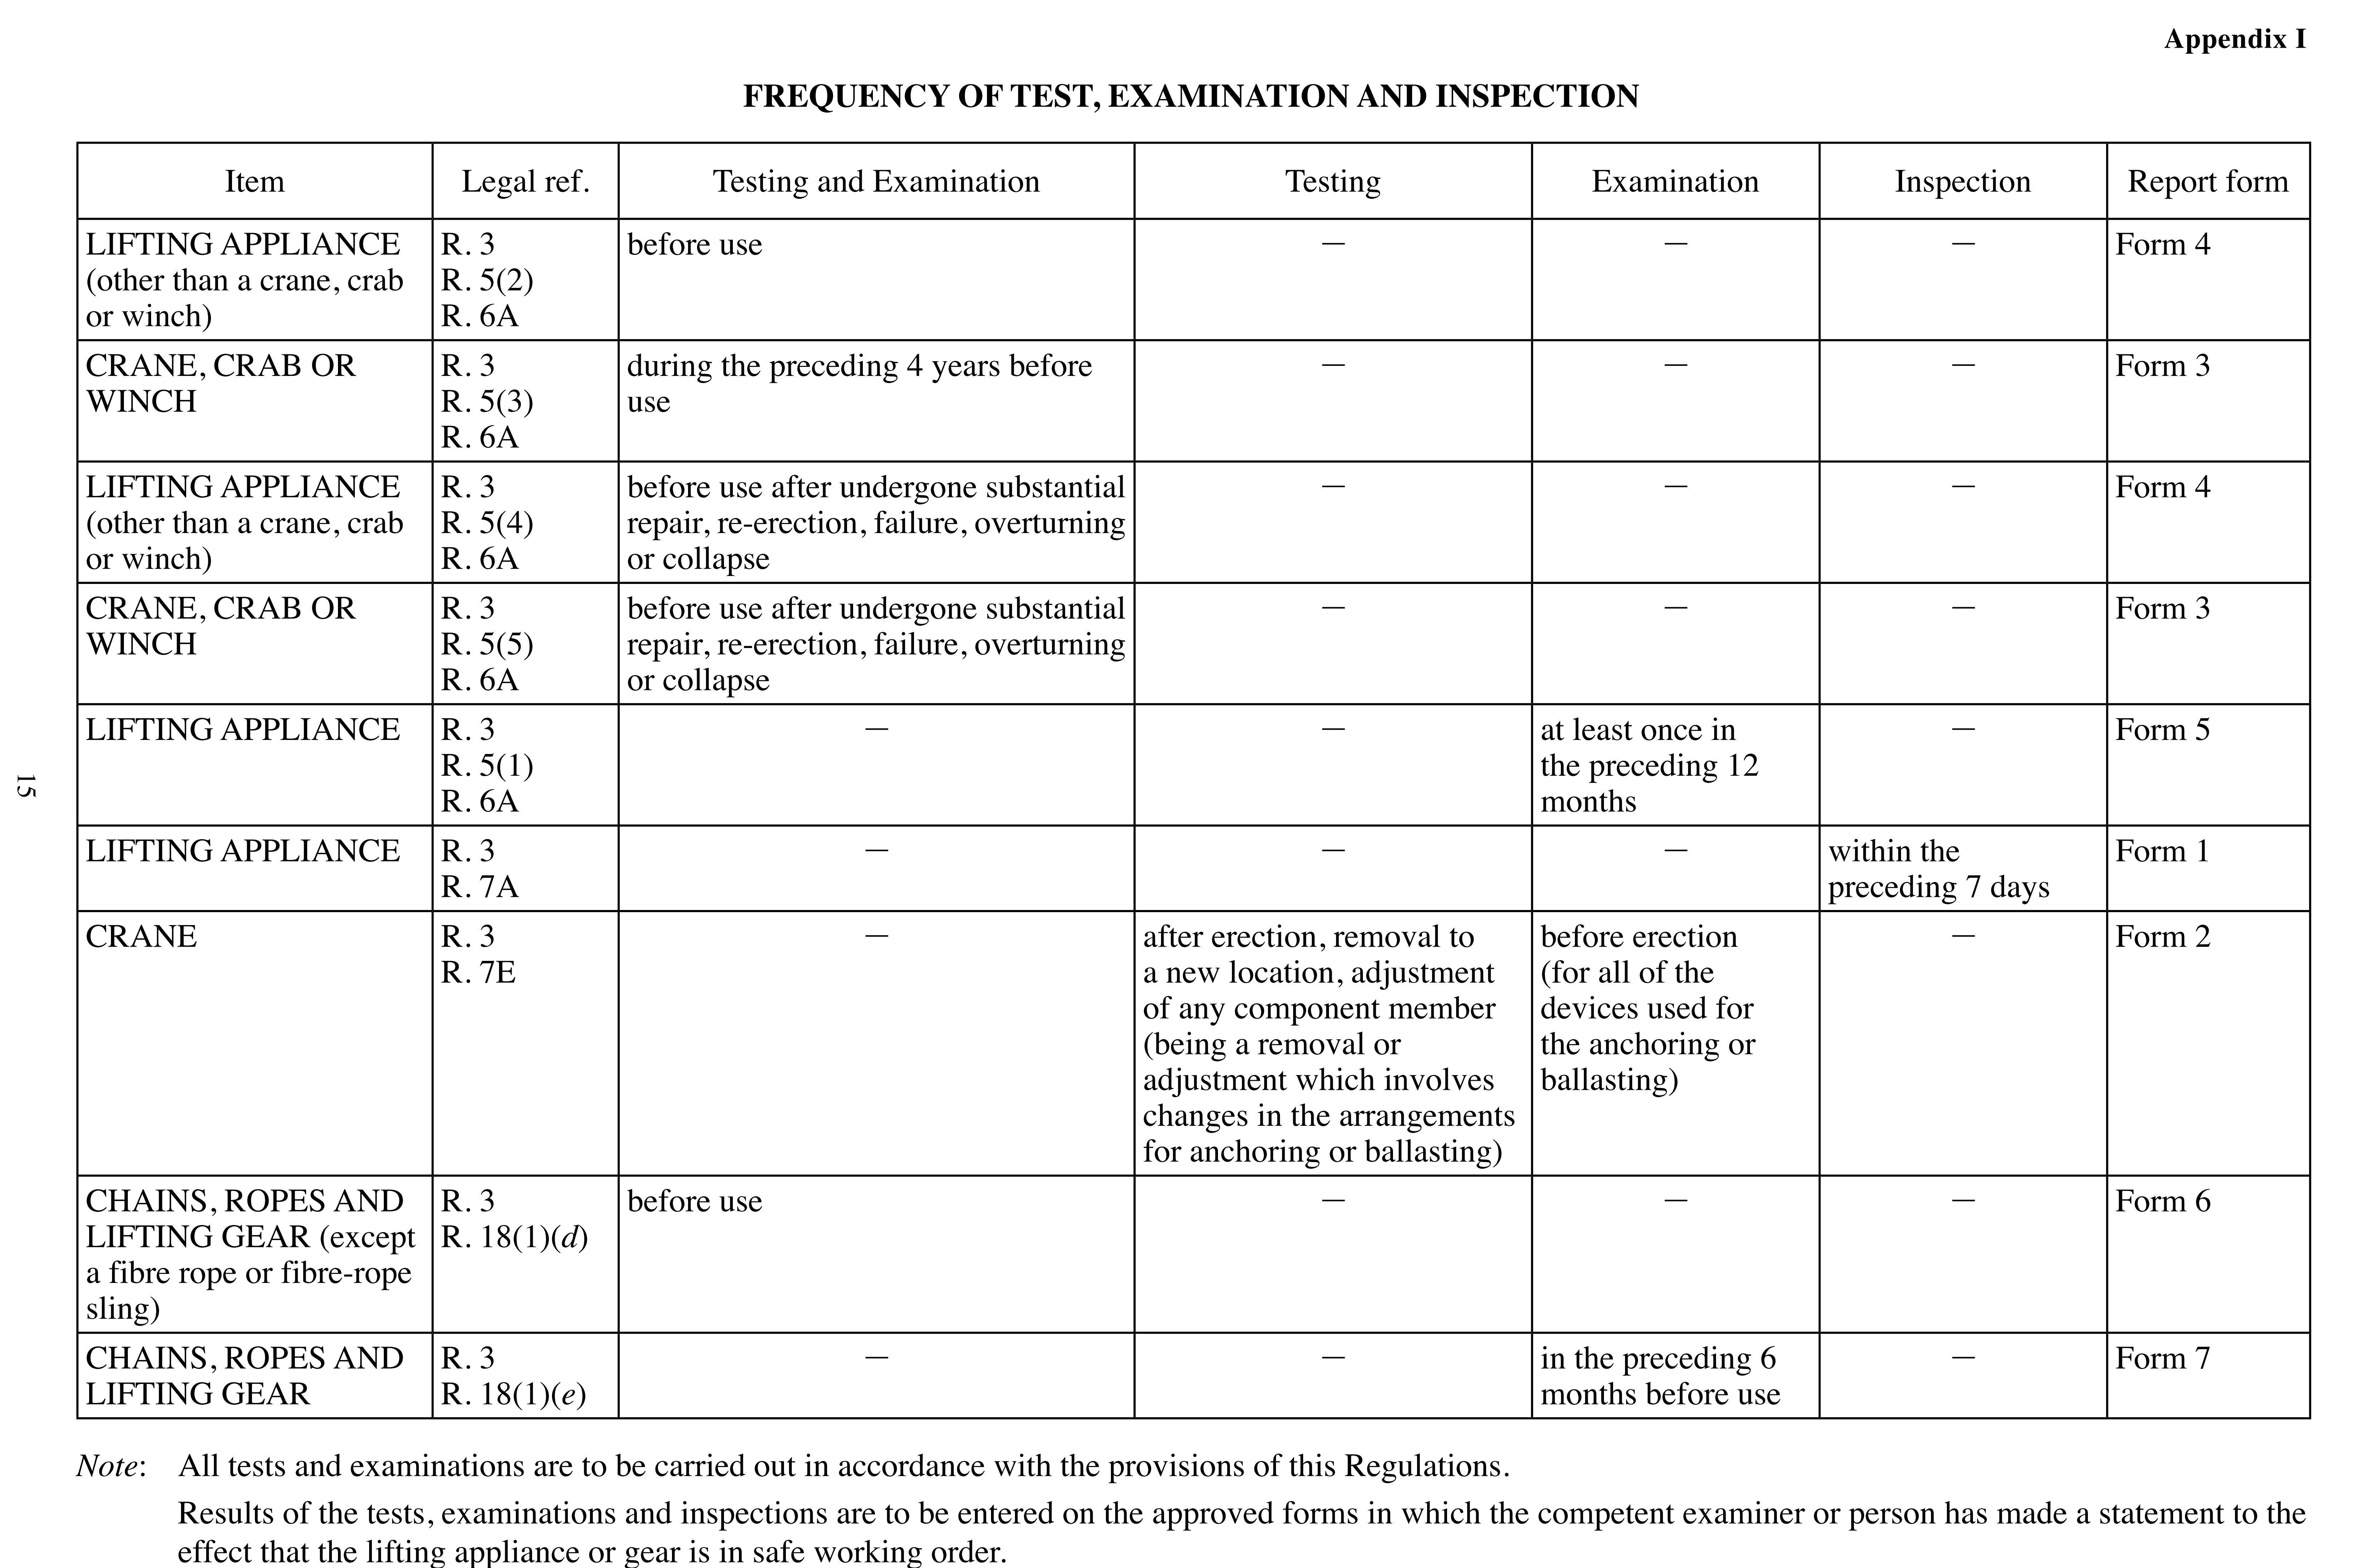 Appendix I
FREQUENCY OF TEST, EXAMINATION AND INSPECTION
Item Legal ref. Testing and Examination Testing Examination Inspection Report form
LIFTING APPLIANCE R. 3 before use — — — Form 4
(other than a crane, crab R. 5(2)
or winch) R. 6A
CRANE, CRAB OR R. 3 during the preceding 4 years before — — — Form 3
WINCH R. 5(3) use
R. 6A
LIFTING APPLIANCE R. 3 before use after undergone substantial — — — Form 4
(other than a crane, crab R. 5(4) repair, re-erection, failure, overturning
or winch) R. 6A or collapse
CRANE, CRAB OR R. 3 before use after undergone substantial — — — Form 3
WINCH R. 5(5) repair, re-erection, failure, overturning
R. 6A or collapse
LIFTING APPLIANCE R. 3 — — at least once in — Form 5
R. 5(1) the preceding 12
R. 6A months
LIFTING APPLIANCE R. 3 — — — within the Form 1
R. 7A preceding 7 days
CRANE R. 3 — after erection, removal to before erection — Form 2
R. 7E a new location, adjustment (for all of the
of any component member devices used for
(being a removal or the anchoring or
adjustment which involves ballasting)
changes in the arrangements
for anchoring or ballasting)
CHAINS, ROPES AND R. 3 before use — — — Form 6
LIFTING GEAR (except R. 18(1)(d)
a fibre rope or fibre-rope
sling)
CHAINS, ROPES AND R. 3 — — in the preceding 6 — Form 7
LIFTING GEAR R. 18(1)(e) months before use
Note: All tests and examinations are to be carried out in accordance with the provisions of this Regulations.
Results of the tests, examinations and inspections are to be entered on the approved forms in which the competent examiner or person has made a statement to the
effect that the lifting appliance or gear is in safe working order.
15